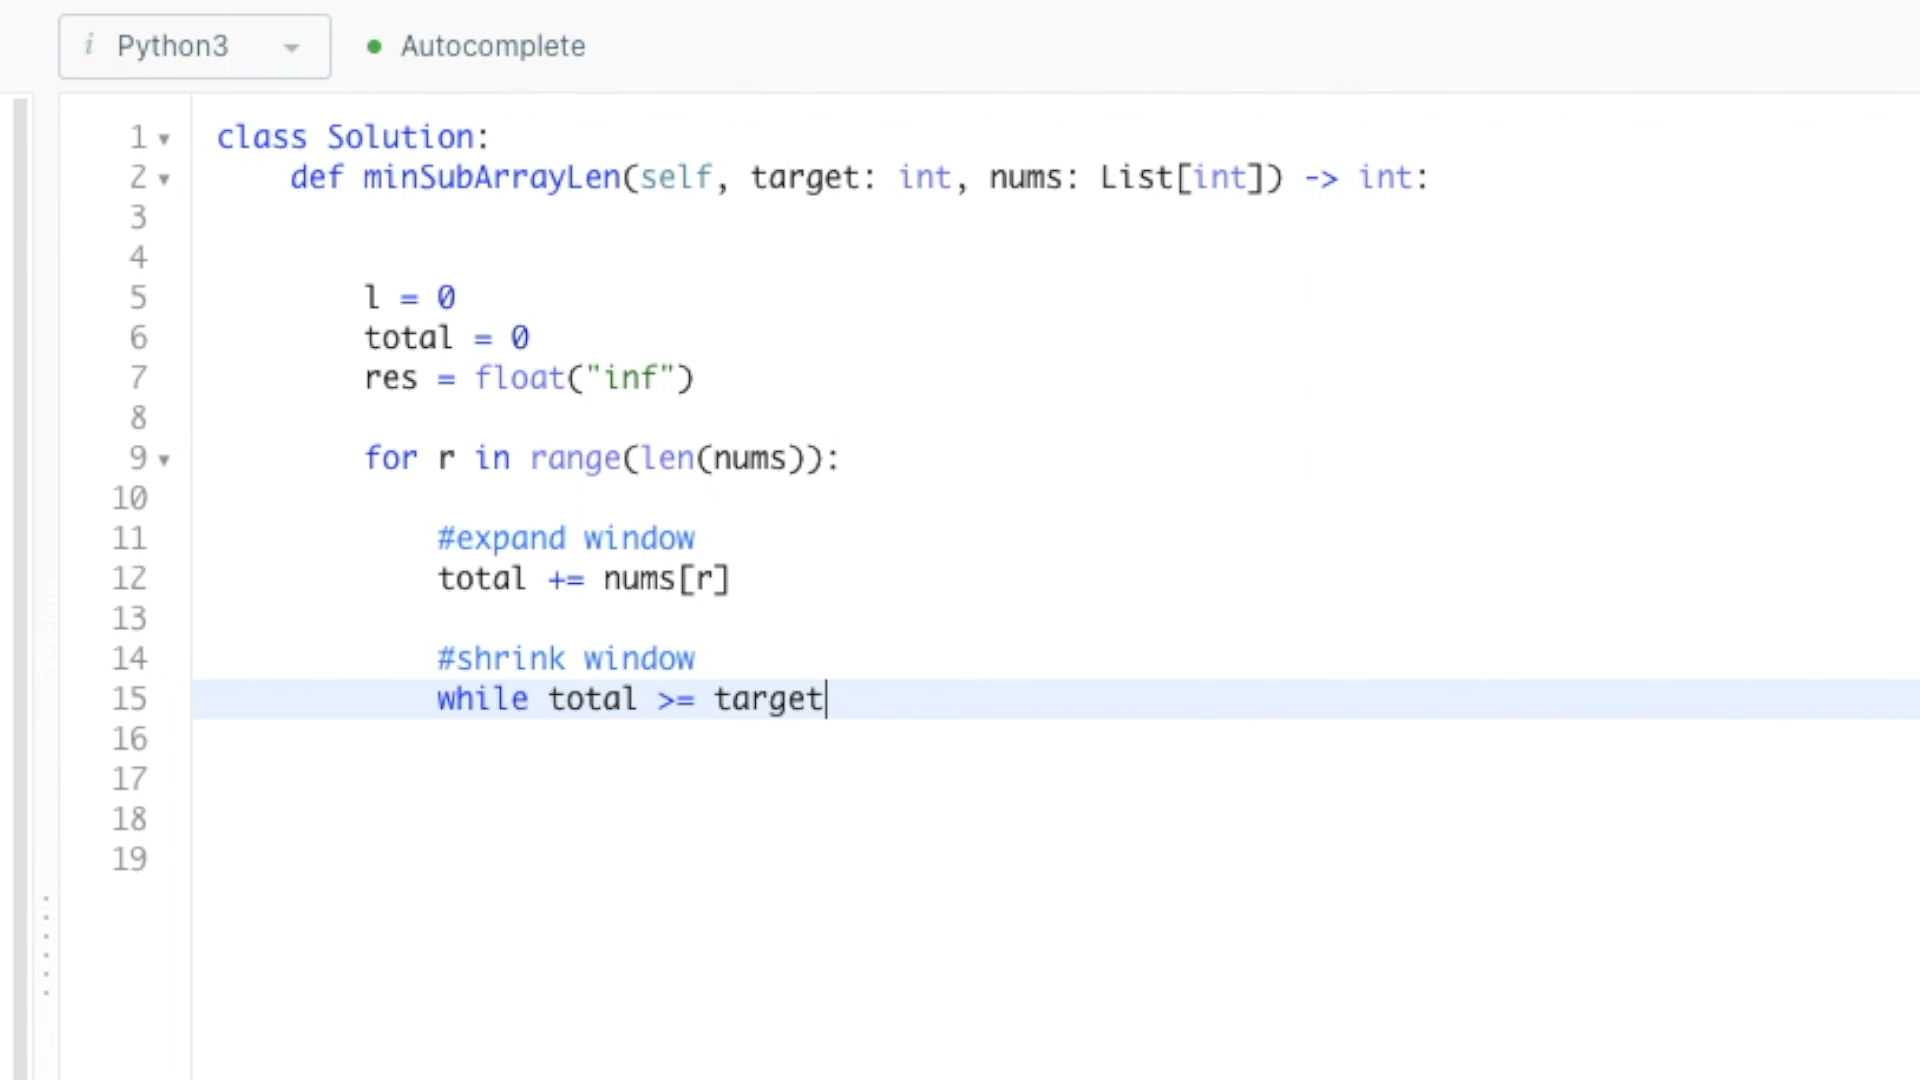 i Python3 Autocomplete
1 class Solution:
2 def minSubArrayLen(self, target: int, nums: List[int]) -> int:
3
4
5 l = 0
6 total = 0
7 res = float("inf")
8
9 for r in range(len(nums)):
10
11 #expand window
12 total += nums[r]
13
14 #shrink window
15 while total >= target
16
17
18
19